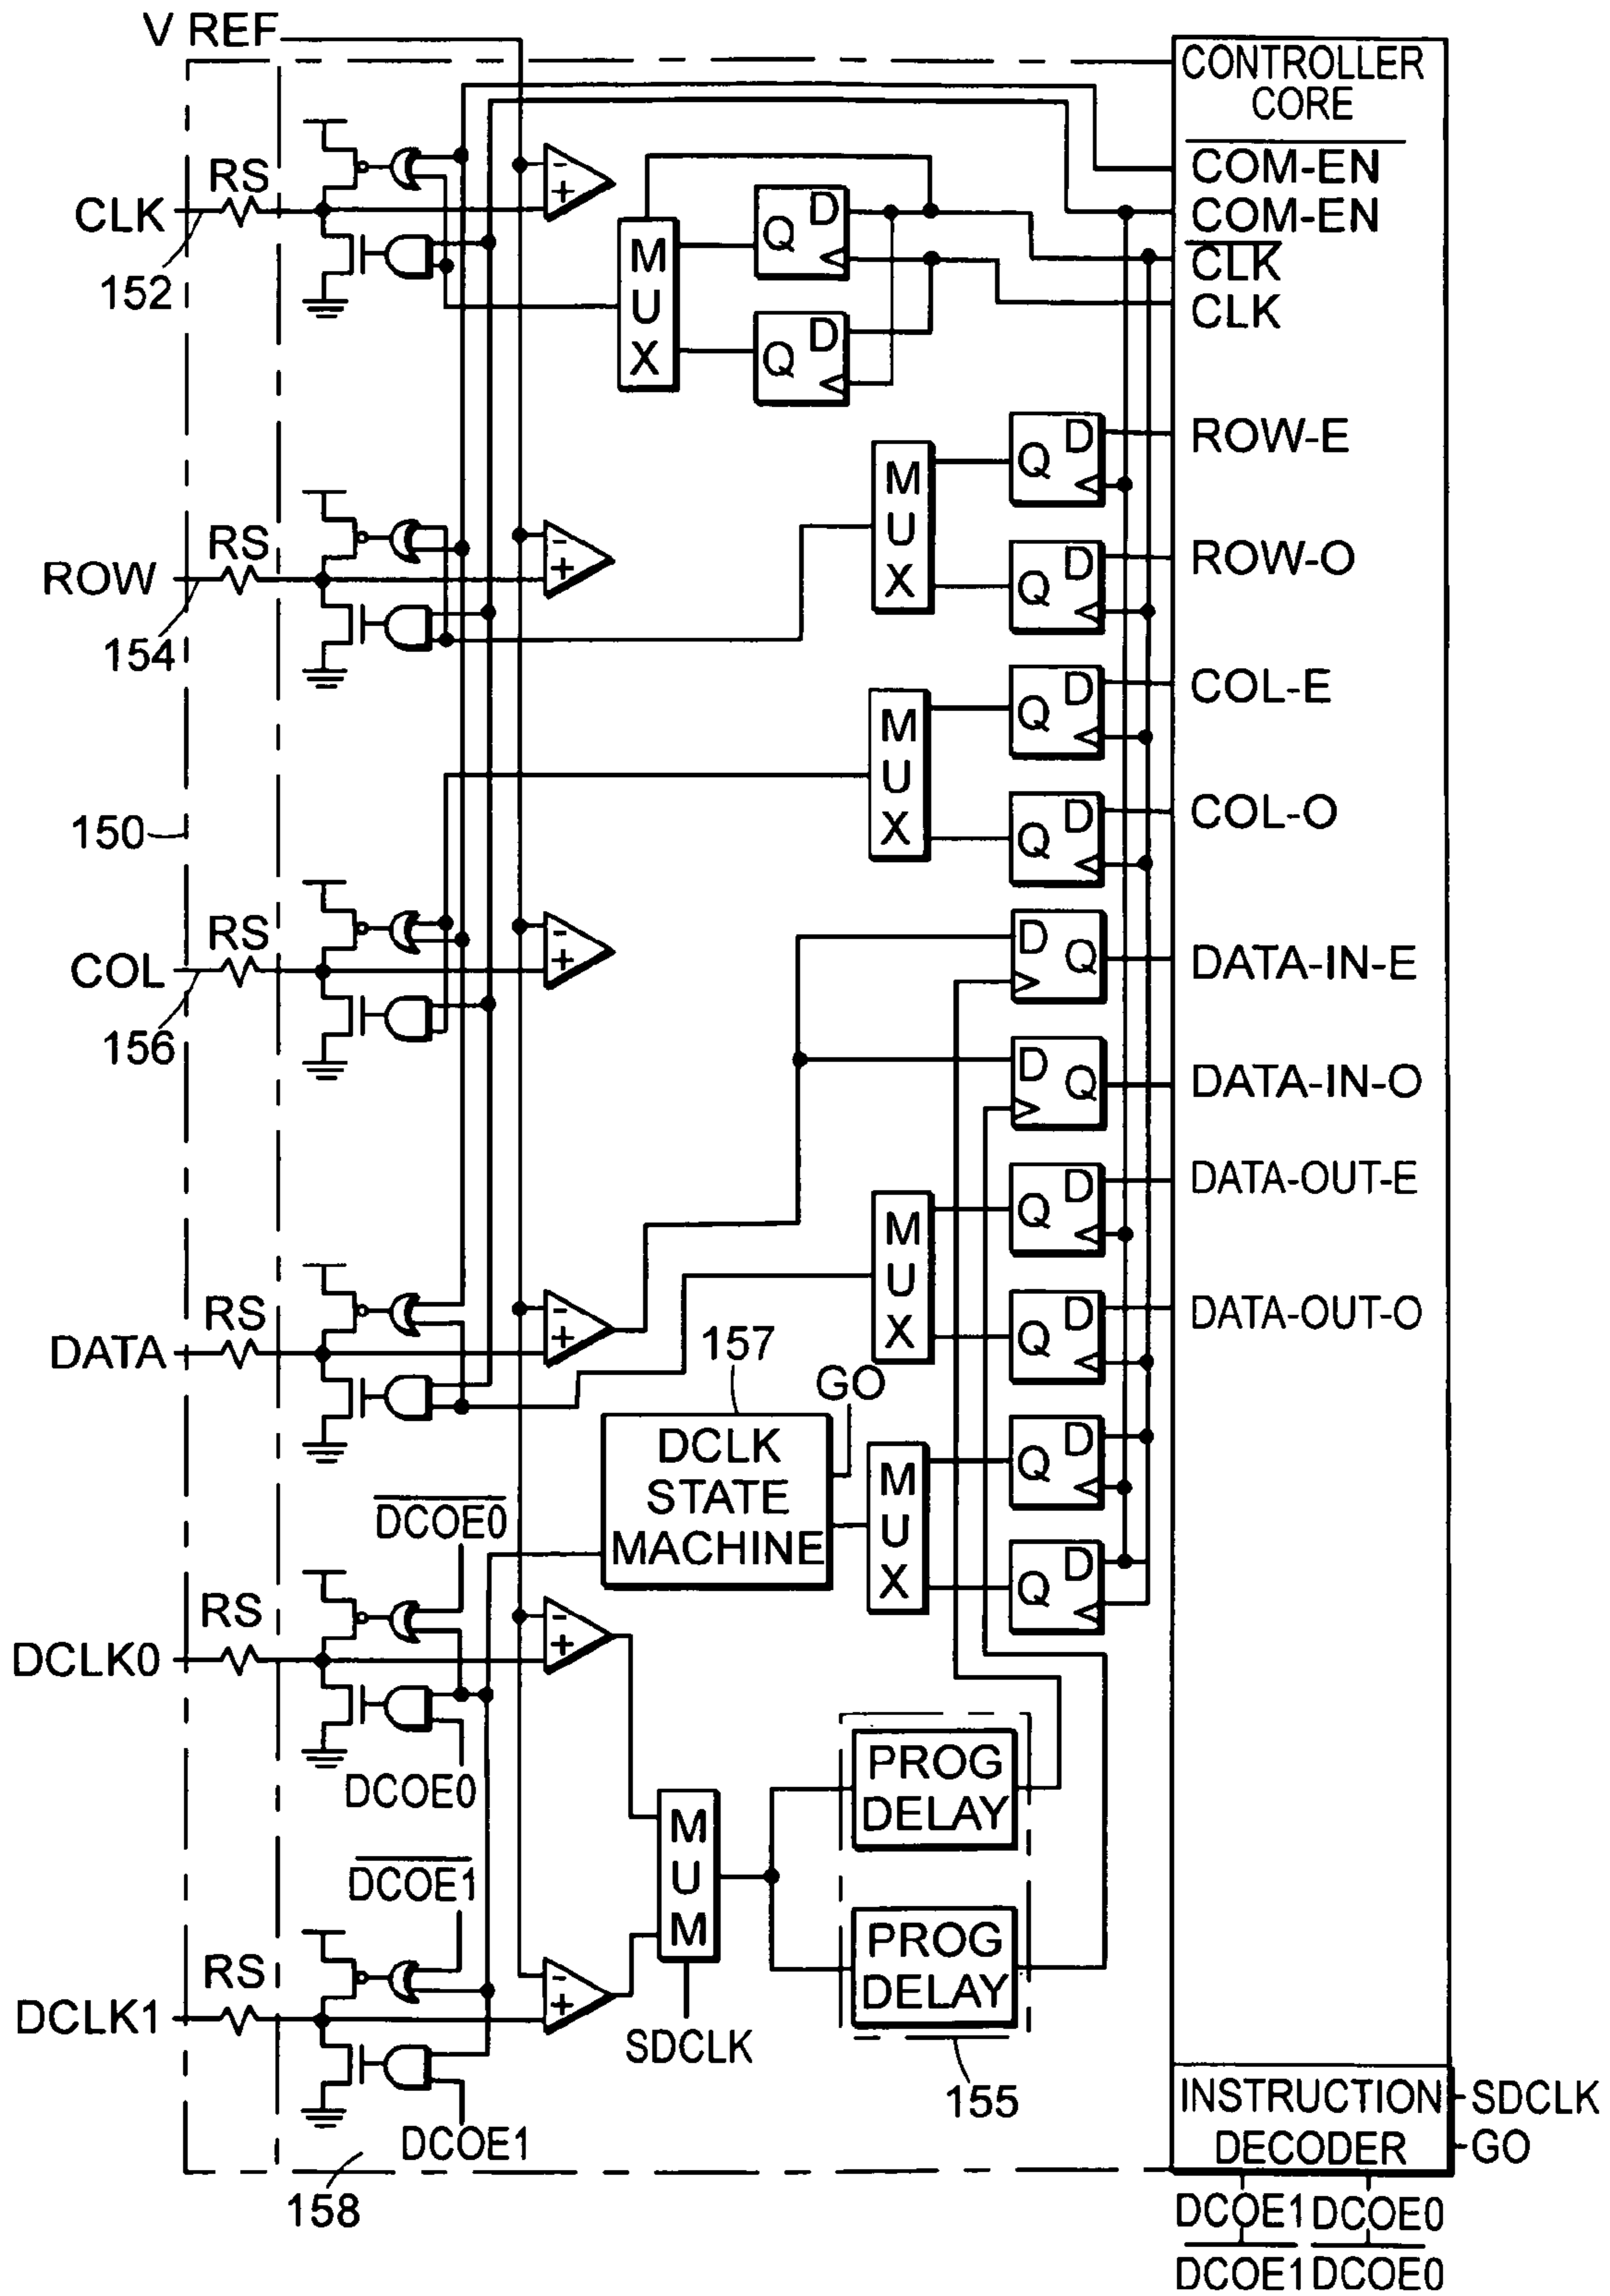 V REF
CONTROLLER
CORE
COM-EN
COM-EN
CLK
CLK
RS
CLK
152
MUX
Q D
Q D
ROW-E
ROW-O
MUX
Q D
Q D
RS
ROW
154
COL-E
COL-O
MUX
Q D
Q D
150
RS
COL
156
D Q
DATA-IN-E
D Q
DATA-IN-O
DATA-OUT-E
DATA-OUT-O
MUX
Q D
Q D
RS
DATA
157
GO
DCLK
STATE
MACHINE
MUX
Q D
Q D
DCOE0
RS
DCLK0
DCOE0
PROG
DELAY
MUM
DCOE1
PROG
DELAY
RS
DCLK1
SDCLK
155
DCOE1
158
INSTRUCTION
DECODER
SDCLK
GO
DCOE1 DCOE0
DCOE1 DCOE0